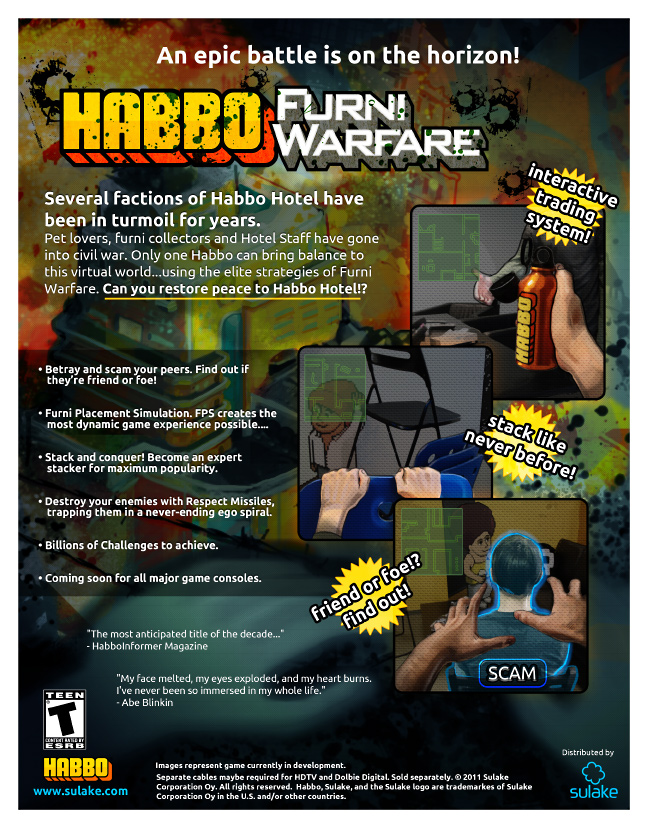 An epic battle is on the horizon!
HABBO FURNI WARFARE
Several factions of Habbo Hotel have
been in turmoil for years.
Pet lovers, furni collectors and Hotel Staff have gone
into civil war. Only one Habbo can bring balance to
this virtual world...using the elite strategies of Furni
Warfare. Can you restore peace to Habbo Hotel!?
interactive
trading
system!
HABBO
• Betray and scam your peers. Find out if
they're friend or foe!
• Furni Placement Simulation. FPS creates the
most dynamic game experience possible....
• Stack and conquer! Become an expert
stacker for maximum popularity.
• Destroy your enemies with Respect Missiles,
trapping them in a never-ending ego spiral.
• Billions of Challenges to achieve.
• Coming soon for all major game consoles.
stack like
never before!
friend or foe!?
find out!
SCAM
"The most anticipated title of the decade..."
- HabboInformer Magazine
"My face melted, my eyes exploded, and my heart burns.
I've never been so immersed in my whole life."
- Abe Blinkin
TEEN
T
CONTENT RATED BY
ESRB
HABBO
www.sulake.com
Images represent game currently in development.
Separate cables maybe required for HDTV and Dolbie Digital. Sold separately. © 2011 Sulake
Corporation Oy. All rights reserved. Habbo, Sulake, and the Sulake logo are trademarkes of Sulake
Corporation Oy in the U.S. and/or other countries.
Distributed by
sulake